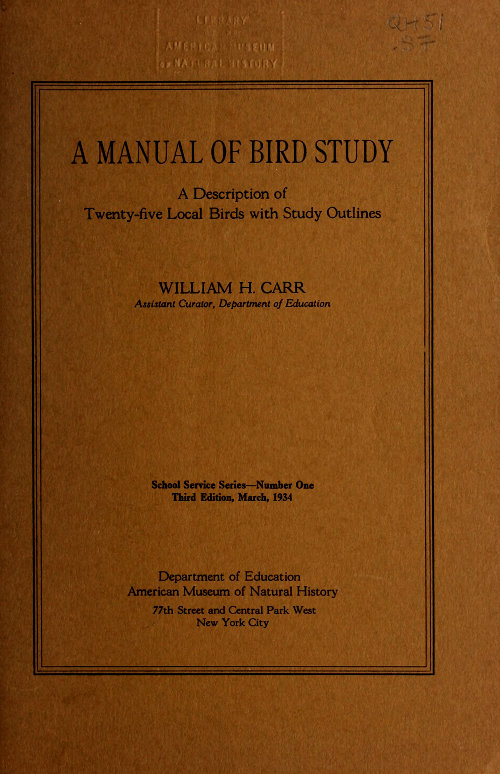 LIBRARY
AMERICAN MUSEUM
OF NATURAL HISTORY
A MANUAL OF BIRD STUDY
A Description of
Twenty-five Local Birds with Study Outlines
WILLIAM H. CARR
Assistant Curator, Department of Education
School Service Series—Number One
Third Edition, March, 1934
Department of Education
American Museum of Natural History
77th Street and Central Park West
New York City